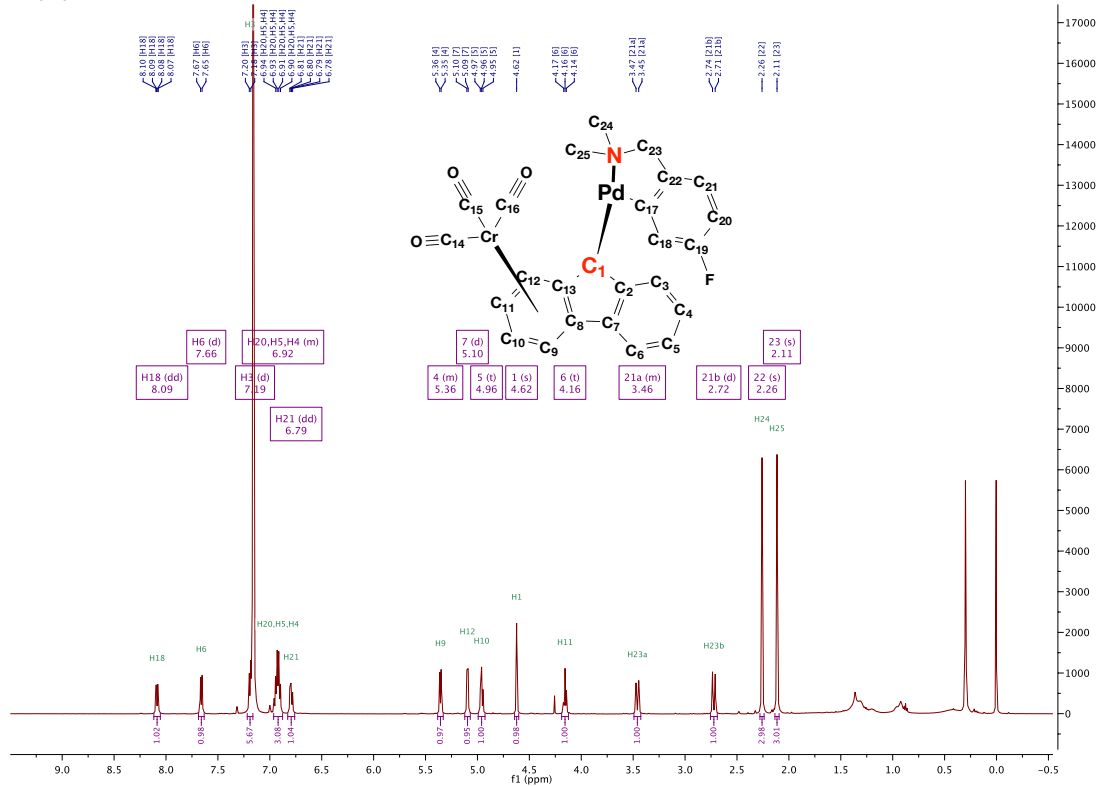 8.10 [H18]
8.09 [H18]
8.08 [H18]
8.07 [H18]
7.67 [H6]
7.65 [H6]
7.20 [H3]
7.18 [H3]
6.94 [H20,H5,H4]
6.93 [H20,H5,H4]
6.91 [H20,H5,H4]
6.90 [H20,H5,H4]
6.81 [H21]
6.80 [H21]
6.79 [H21]
6.78 [H21]
5.36 [4]
5.35 [4]
5.10 [7]
5.09 [7]
4.97 [5]
4.96 [5]
4.95 [5]
4.62 [1]
4.17 [6]
4.16 [6]
4.14 [6]
3.47 [21a]
3.45 [21a]
2.74 [21b]
2.71 [21b]
2.26 [22]
2.11 [23]
H3
C24
C25
N
C23
C22
C21
Pd
C17
C20
C18
C19
F
O
O
C15
C16
O
C14
Cr
C1
C12
C13
C2
C3
C11
C4
C8
C7
C10
C9
C6
C5
H6 (d)
7.66
H20,H5,H4 (m)
6.92
7 (d)
5.10
23 (s)
2.11
H18 (dd)
8.09
H3 (d)
7.19
4 (m)
5.36
5 (t)
4.96
1 (s)
4.62
6 (t)
4.16
21a (m)
3.46
21b (d)
2.72
22 (s)
2.26
H21 (dd)
6.79
H24
H25
H1
H18
H6
H20,H5,H4
H21
H9
H12
H10
H11
H23a
H23b
1.02
0.98
5.67
3.08
1.04
0.97
0.95
1.00
0.98
1.00
1.00
1.00
2.98
3.01
9.0 8.5 8.0 7.5 7.0 6.5 6.0 5.5 5.0 4.5 4.0 3.5 3.0 2.5 2.0 1.5 1.0 0.5 0.0 −0.5
f1 (ppm)
17000
16000
15000
14000
13000
12000
11000
10000
9000
8000
7000
6000
5000
4000
3000
2000
1000
0